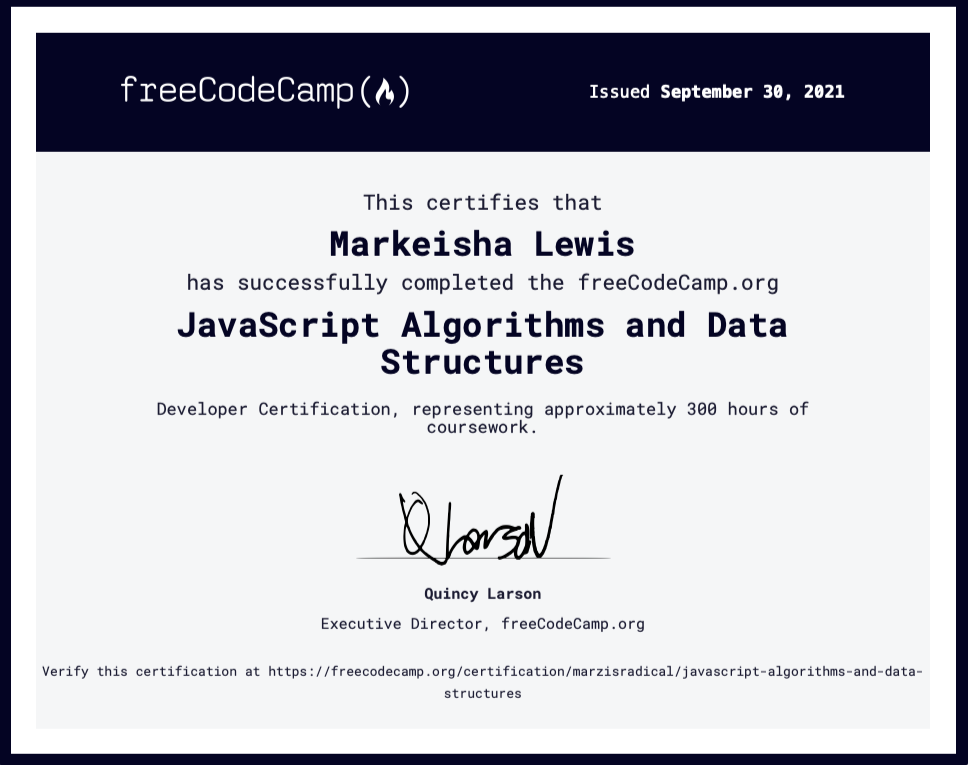 freeCodeCamp(🔥)
Issued September 30, 2021
This certifies that
Markeisha Lewis
has successfully completed the freeCodeCamp.org
JavaScript Algorithms and Data
Structures
Developer Certification, representing approximately 300 hours of
coursework.
Q Larson
Quincy Larson
Executive Director, freeCodeCamp.org
Verify this certification at https://freecodecamp.org/certification/marzisradical/javascript-algorithms-and-data-
structures